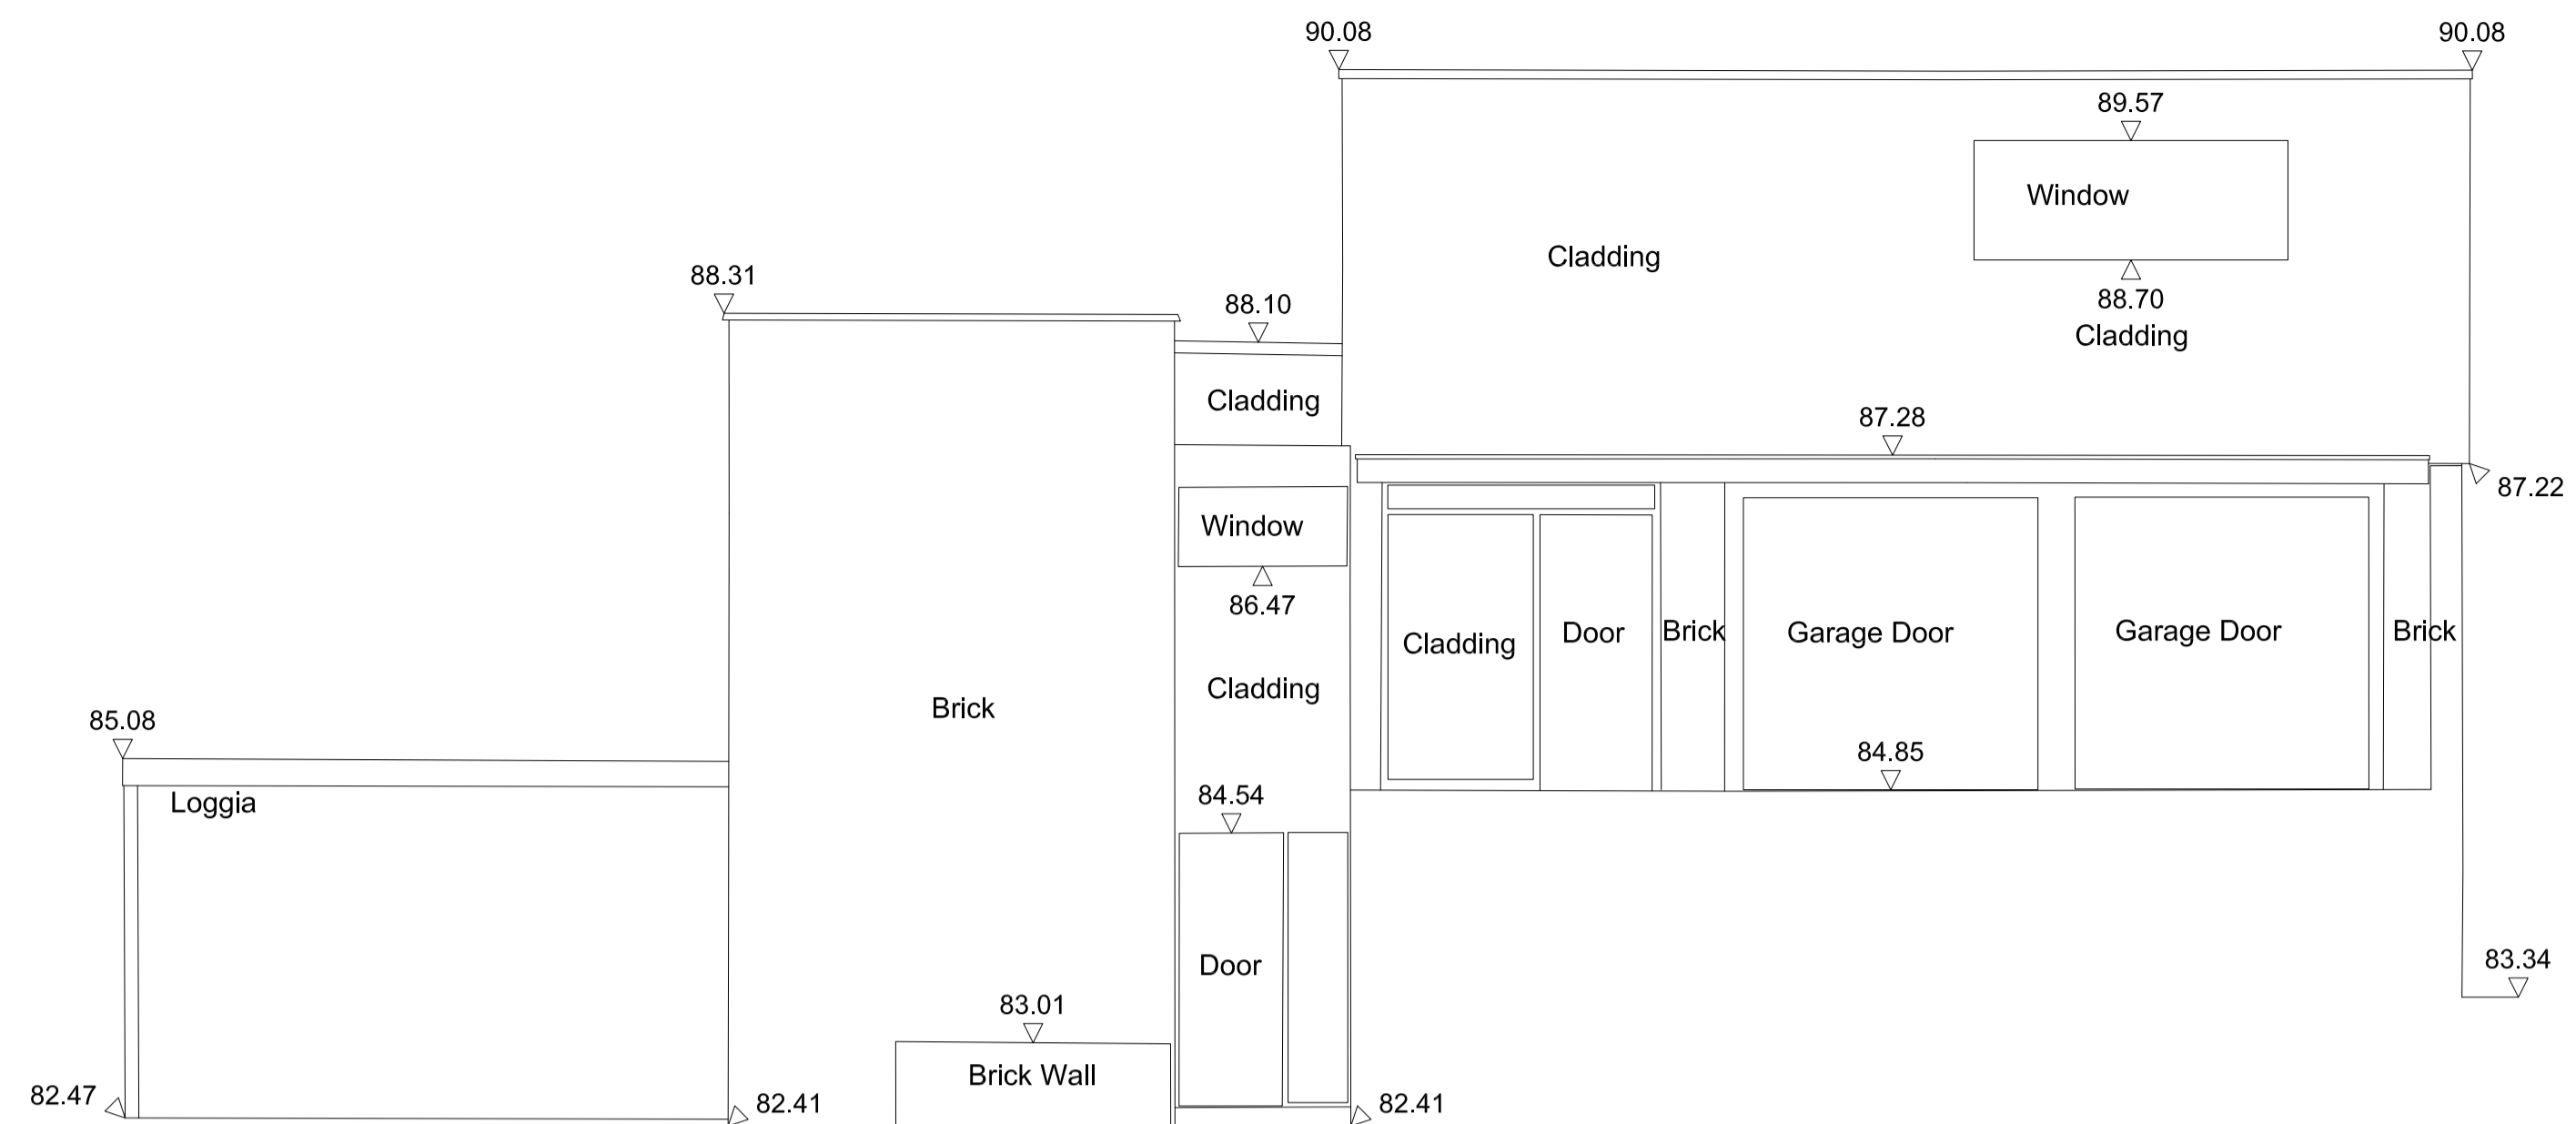 90.08
90.08
89.57
Window
Cladding
88.31
88.10
88.70
Cladding
Cladding
87.28
87.22
Window
86.47
Cladding
Door
Brick
Garage Door
Garage Door
Brick
Cladding
Brick
85.08
84.85
Loggia
84.54
Door
83.34
83.01
Brick Wall
82.47
82.41
82.41